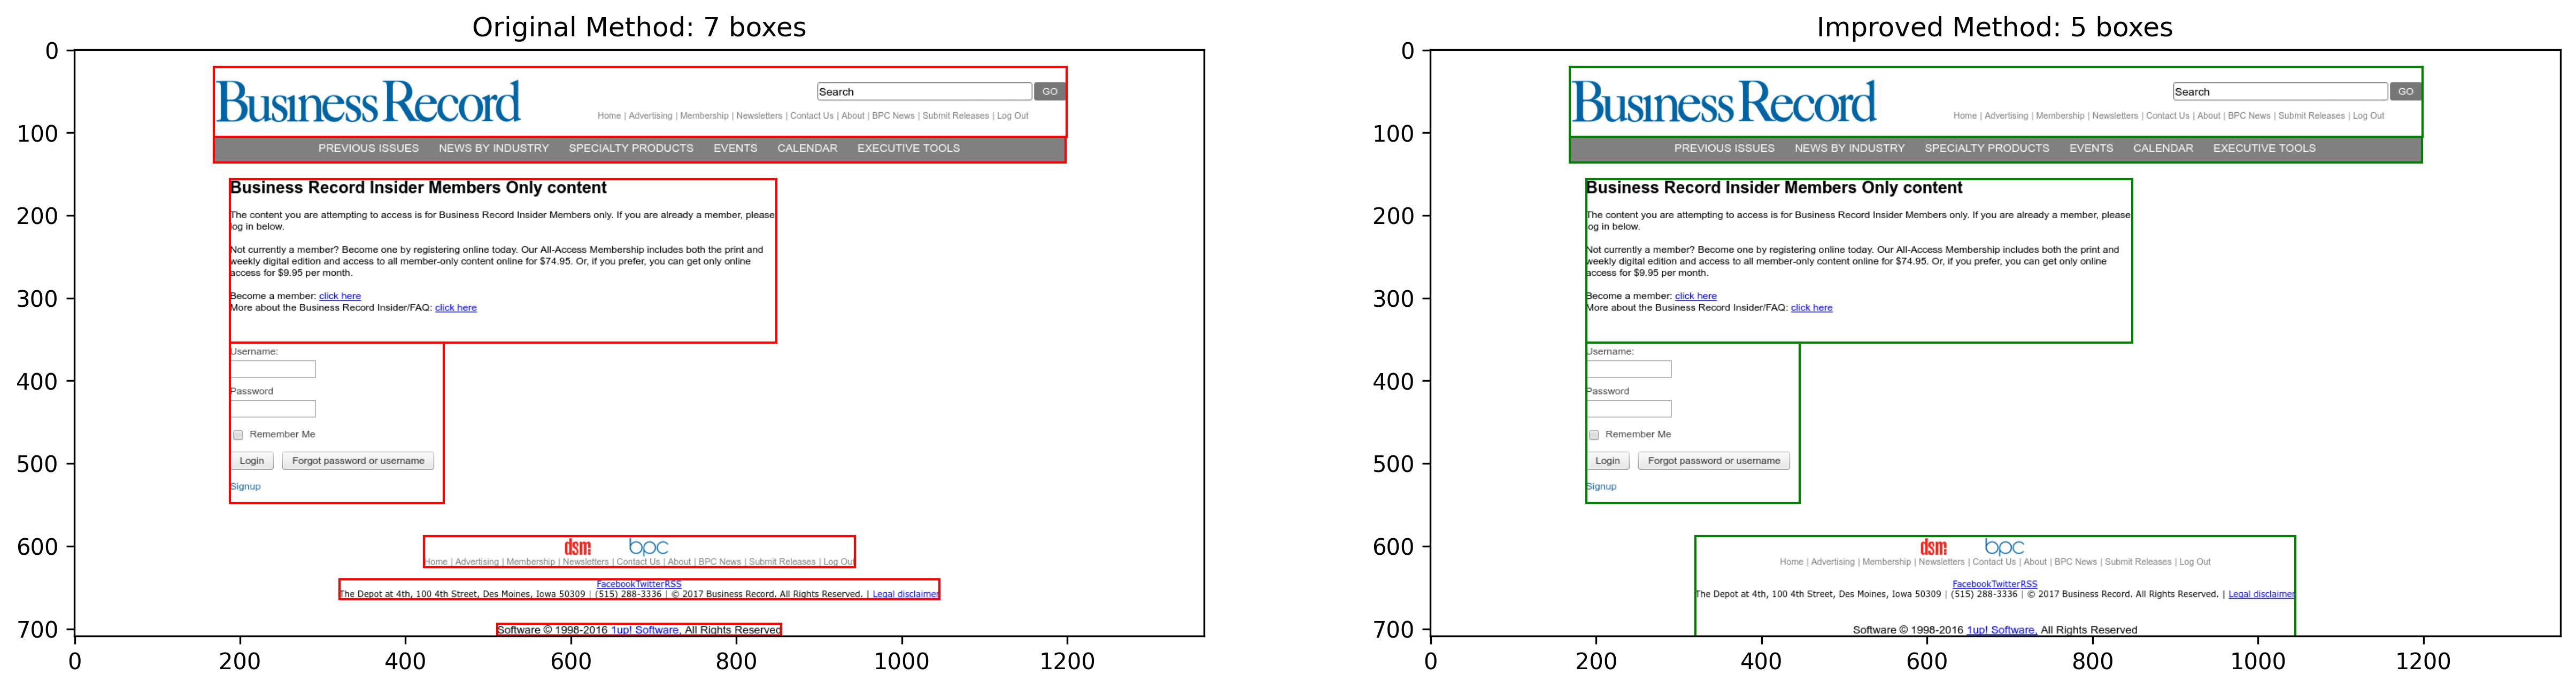 Original Method: 7 boxes
0
100
200
300
400
500
600
700
0
200
400
600
800
1000
1200
Business Record
Search
GO
Home | Advertising | Membership | Newsletters | Contact Us | About | BPC News | Submit Releases | Log Out
PREVIOUS ISSUES NEWS BY INDUSTRY SPECIALTY PRODUCTS EVENTS CALENDAR EXECUTIVE TOOLS
Business Record Insider Members Only content
The content you are attempting to access is for Business Record Insider Members only. If you are already a member, please
log in below.
Not currently a member? Become one by registering online today. Our All-Access Membership includes both the print and
weekly digital edition and access to all member-only content online for $74.95. Or, if you prefer, you can get only online
access for $9.95 per month.
Become a member: click here
More about the Business Record Insider/FAQ: click here
Username:
Password
Remember Me
Login Forgot password or username
Signup
dsm bpc
Home | Advertising | Membership | Newsletters | Contact Us | About | BPC News | Submit Releases | Log Out
FacebookTwitterRSS
The Depot at 4th, 100 4th Street, Des Moines, Iowa 50309 | (515) 288-3336 | © 2017 Business Record. All Rights Reserved. | Legal disclaimer
Software © 1998-2016 1up! Software, All Rights Reserved
Improved Method: 5 boxes
0
100
200
300
400
500
600
700
0
200
400
600
800
1000
1200
Business Record
Search
GO
Home | Advertising | Membership | Newsletters | Contact Us | About | BPC News | Submit Releases | Log Out
PREVIOUS ISSUES NEWS BY INDUSTRY SPECIALTY PRODUCTS EVENTS CALENDAR EXECUTIVE TOOLS
Business Record Insider Members Only content
The content you are attempting to access is for Business Record Insider Members only. If you are already a member, please
log in below.
Not currently a member? Become one by registering online today. Our All-Access Membership includes both the print and
weekly digital edition and access to all member-only content online for $74.95. Or, if you prefer, you can get only online
access for $9.95 per month.
Become a member: click here
More about the Business Record Insider/FAQ: click here
Username:
Password
Remember Me
Login Forgot password or username
Signup
dsm bpc
Home | Advertising | Membership | Newsletters | Contact Us | About | BPC News | Submit Releases | Log Out
FacebookTwitterRSS
The Depot at 4th, 100 4th Street, Des Moines, Iowa 50309 | (515) 288-3336 | © 2017 Business Record. All Rights Reserved. | Legal disclaimer
Software © 1998-2016 1up! Software, All Rights Reserved